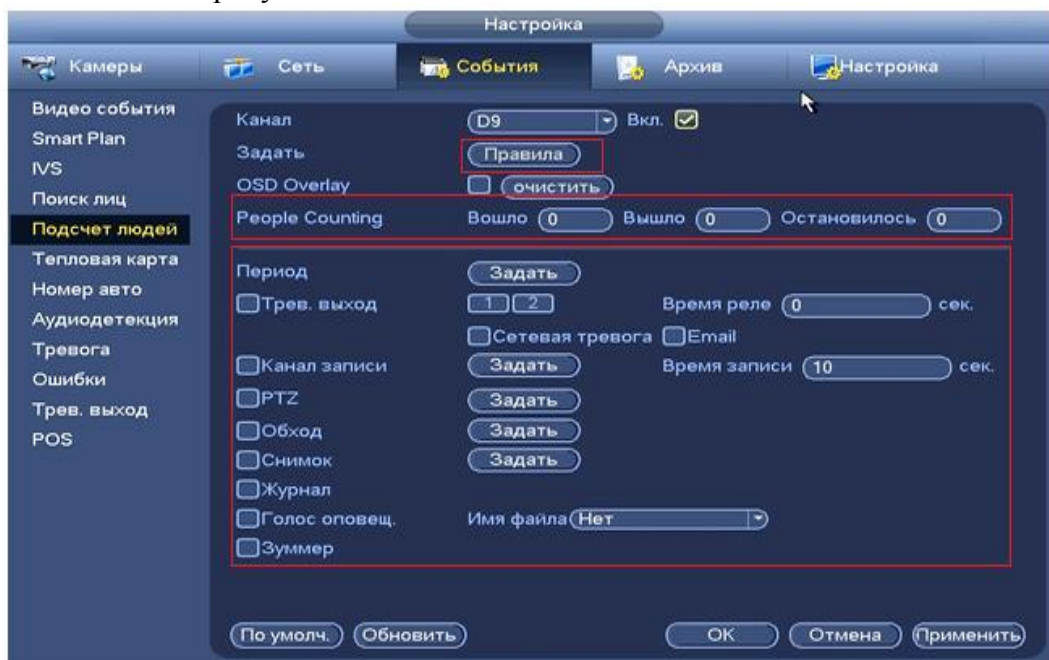 Настройка
Камеры Сеть События Архив Настройка
Видео события
Smart Plan
IVS
Поиск лиц
Подсчет людей
Тепловая карта
Номер авто
Аудиодетекция
Тревога
Ошибки
Трев. выход
POS
Канал D9 Вкл.
Задать Правила
OSD Overlay очистить
People Counting Вошло 0 Вышло 0 Остановилось 0
Период Задать
Трев. выход 1 2 Время реле 0 сек.
Сетевая тревога Email
Канал записи Задать Время записи 10 сек.
PTZ Задать
Обход Задать
Снимок Задать
Журнал
Голос оповещ. Имя файла Нет
Зуммер
По умолч. Обновить ОК Отмена Применить